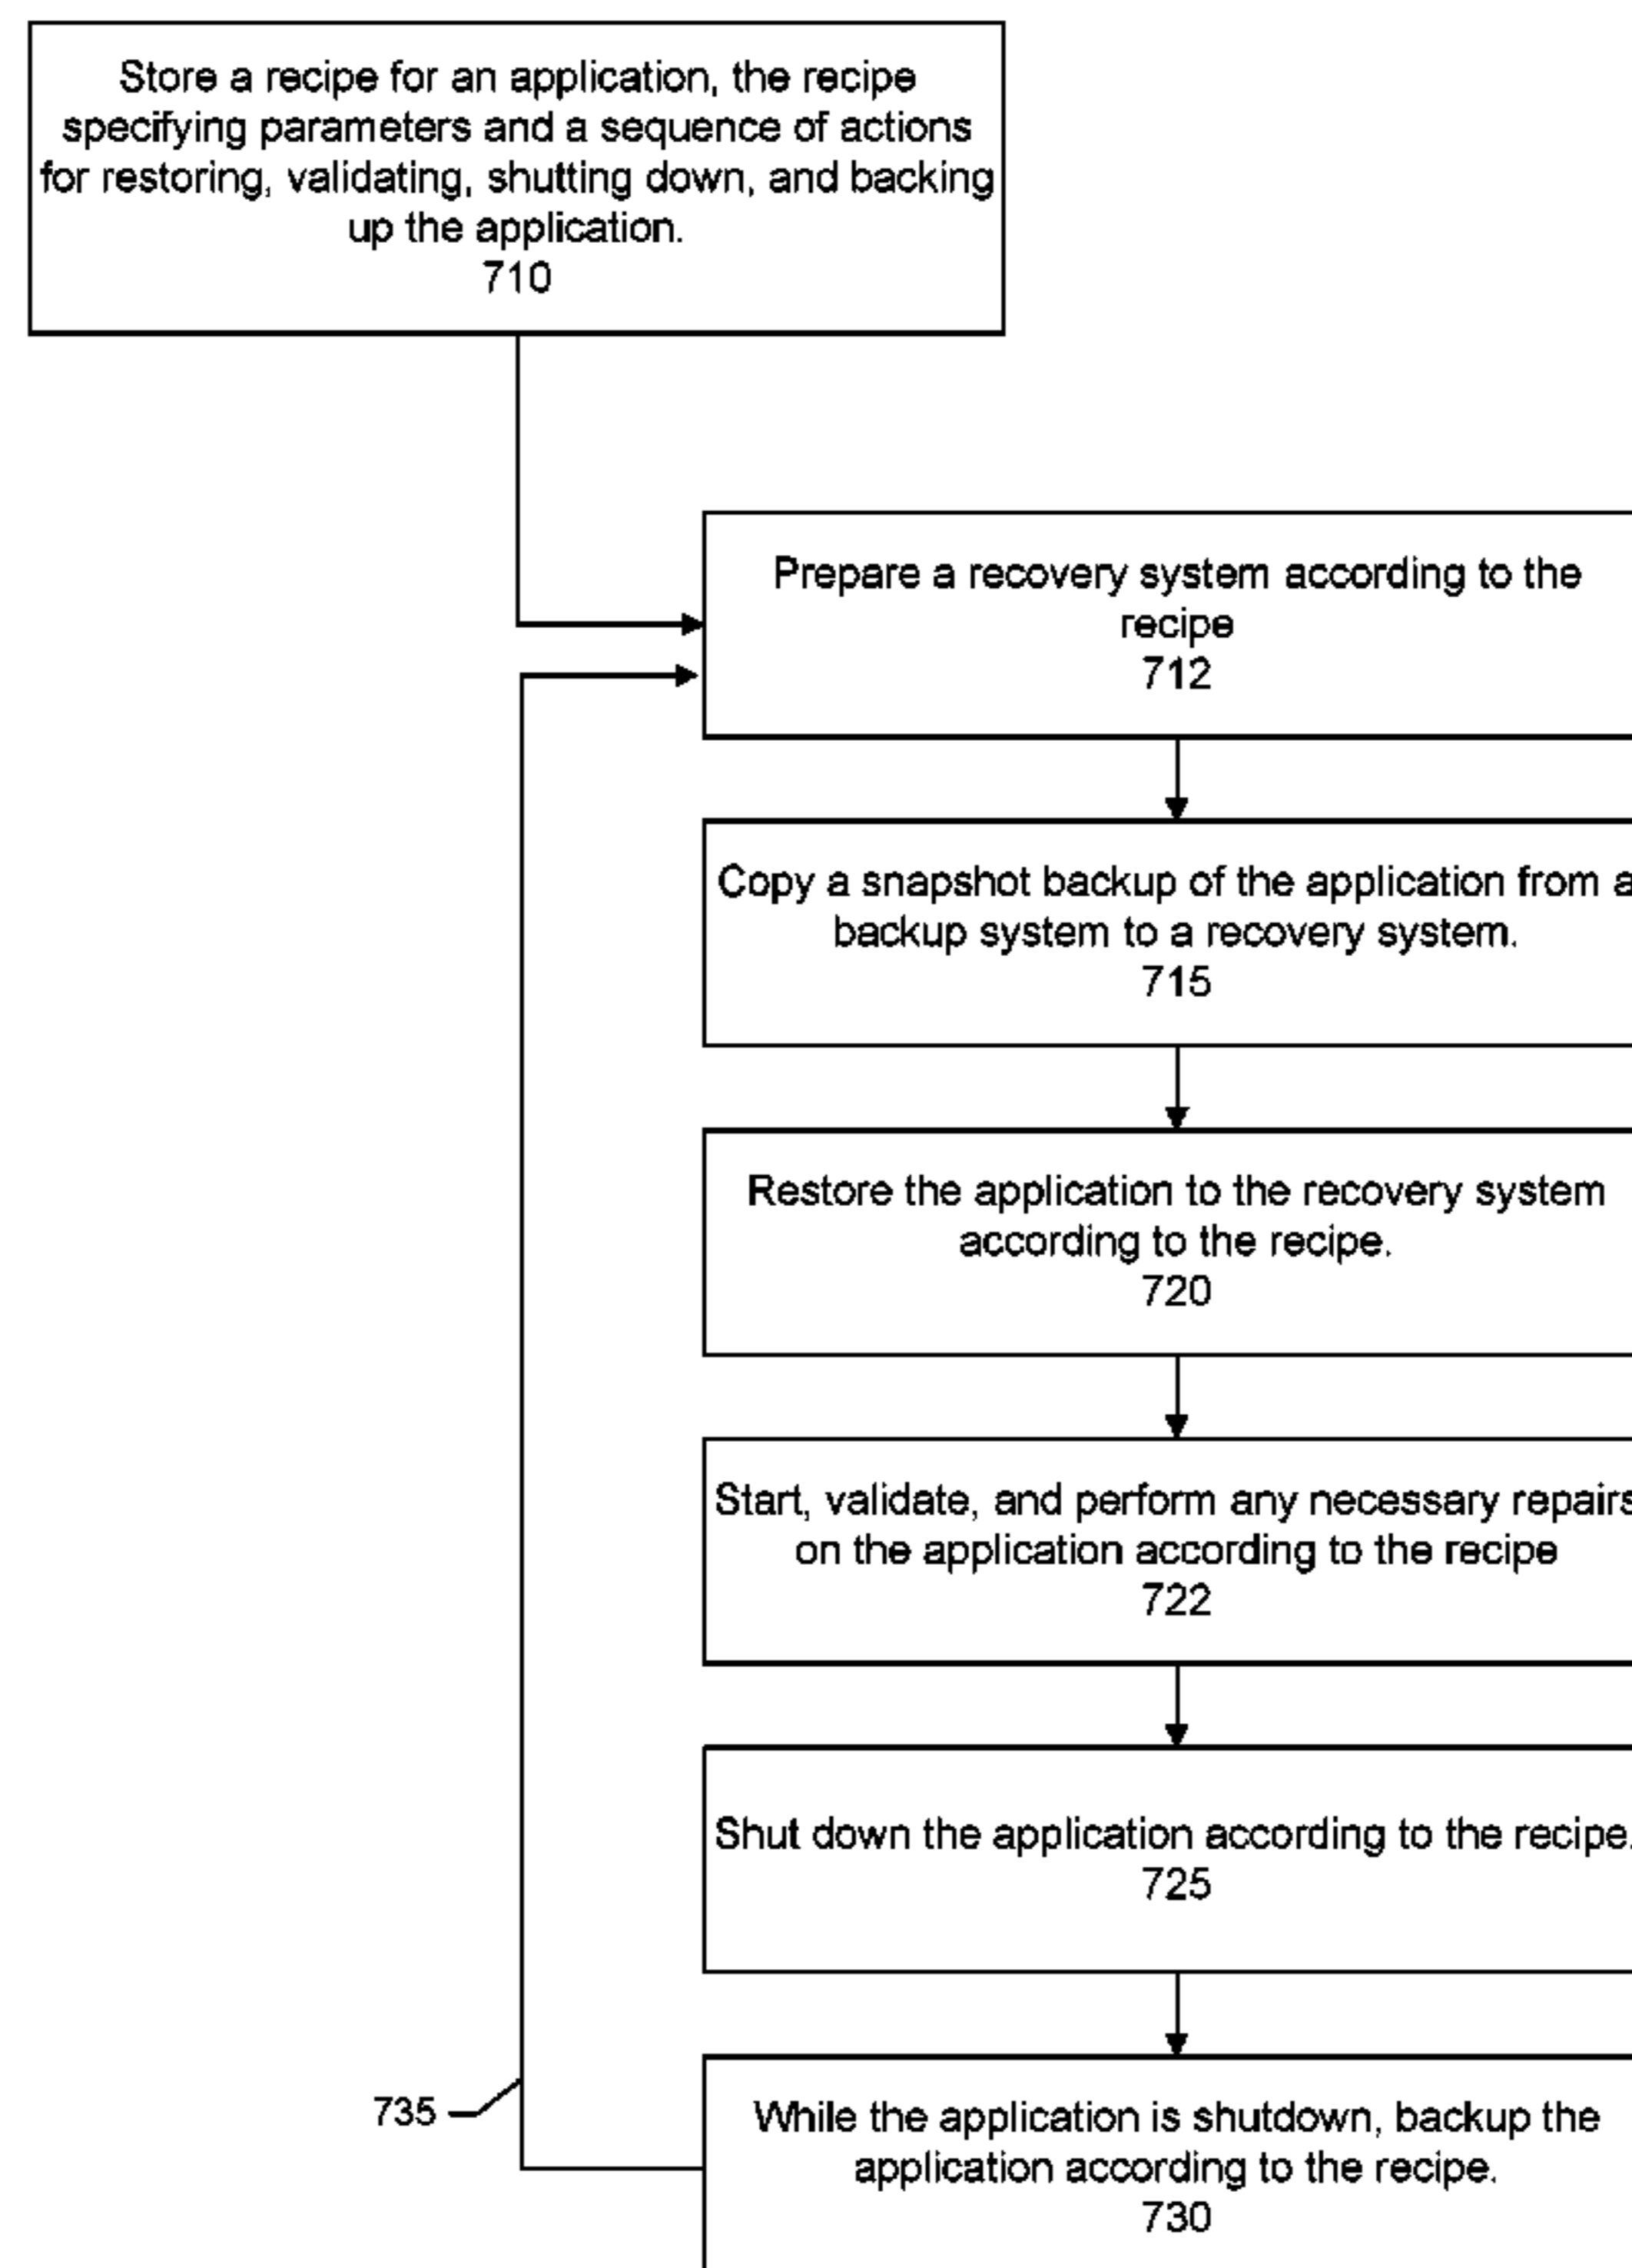 Store a recipe for an application, the recipe
specifying parameters and a sequence of actions
for restoring, validating, shutting down, and backing
up the application.
710
Prepare a recovery system according to the
recipe
712
Copy a snapshot backup of the application from a
backup system to a recovery system.
715
Restore the application to the recovery system
according to the recipe.
720
Start, validate, and perform any necessary repairs
on the application according to the recipe
722
Shut down the application according to the recipe.
725
735
While the application is shutdown, backup the
application according to the recipe.
730